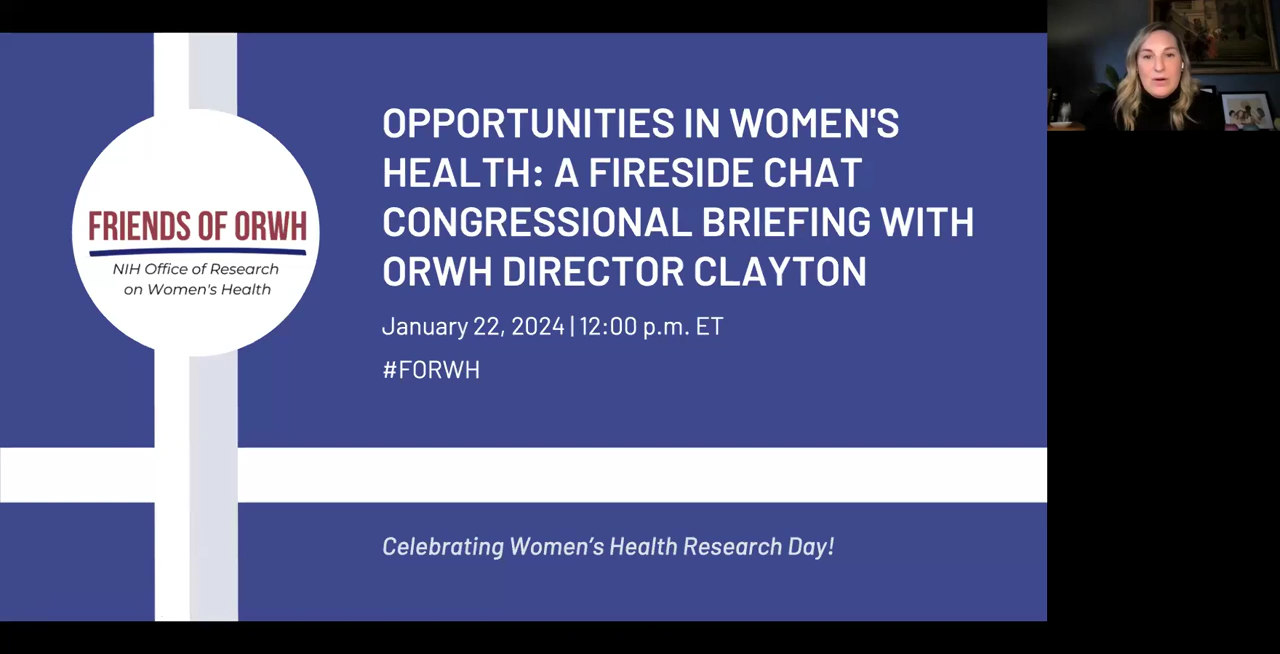 FRIENDS OF ORWH
NIH Office of Research
on Women's Health
OPPORTUNITIES IN WOMEN'S
HEALTH: A FIRESIDE CHAT
CONGRESSIONAL BRIEFING WITH
ORWH DIRECTOR CLAYTON
January 22, 2024 | 12:00 p.m. ET
#FORWH
Celebrating Women’s Health Research Day!